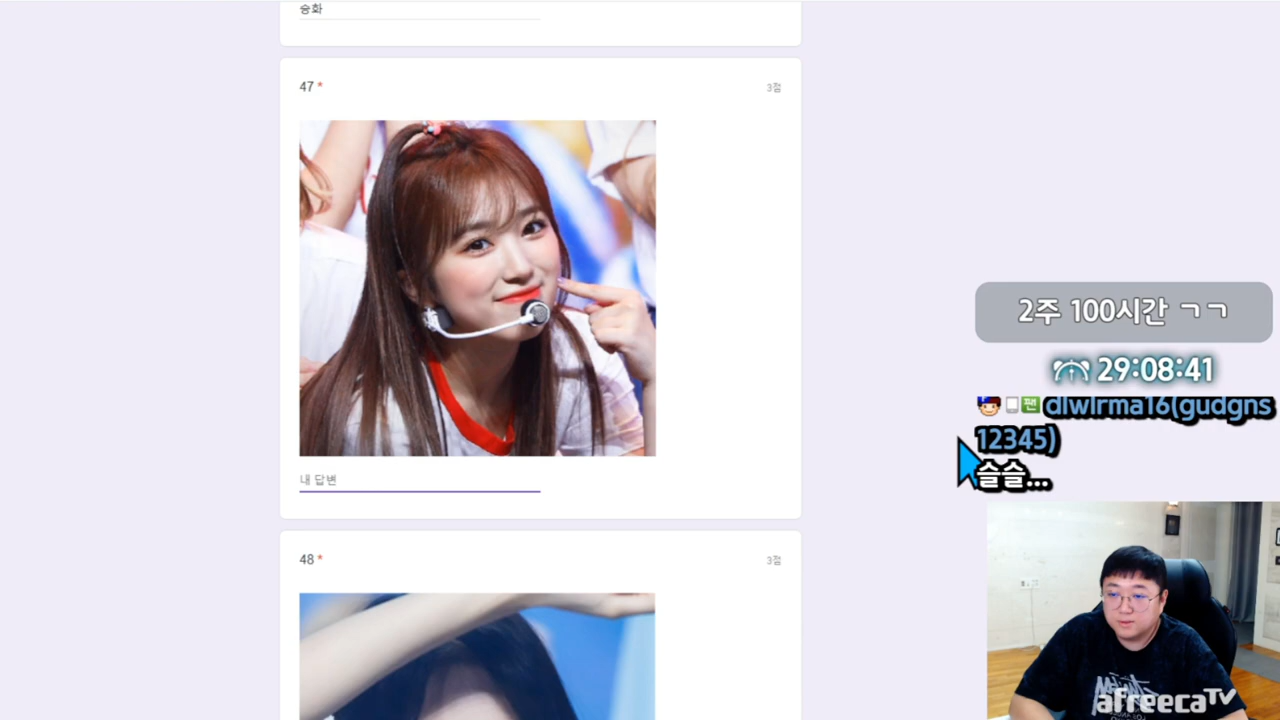 승화
47 *
3점
내 답변
48 *
3점
2주 100시간 ㄱㄱ
29:08:41
팬 dlwlrma16(gudgns
12345)
슬슬...
afreecaTV